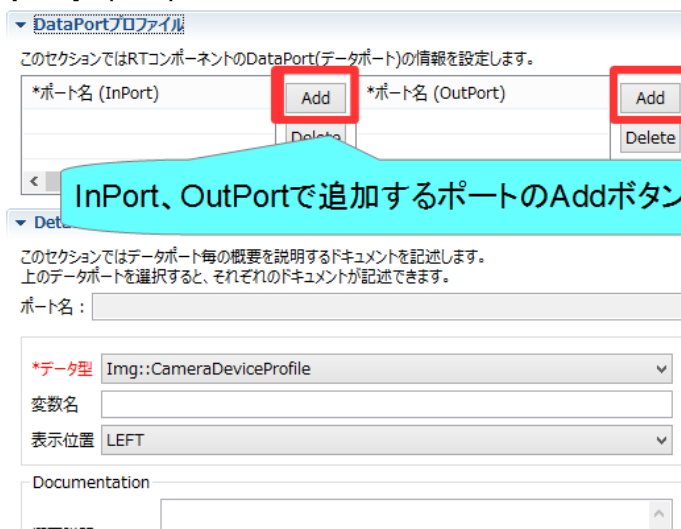 DataPortプロファイル
このセクションではRTコンポーネントのDataPort(データポート)の情報を設定します。
*ポート名 (InPort)
Add
*ポート名 (OutPort)
Add
Delete
Delete
InPort、OutPortで追加するポートのAddボタン
Det
このセクションではデータポート毎の概要を説明するドキュメントを記述します。
上のデータポートを選択すると、それぞれのドキュメントが記述できます。
ポート名：
*データ型 Img::CameraDeviceProfile
変数名
表示位置 LEFT
Documentation